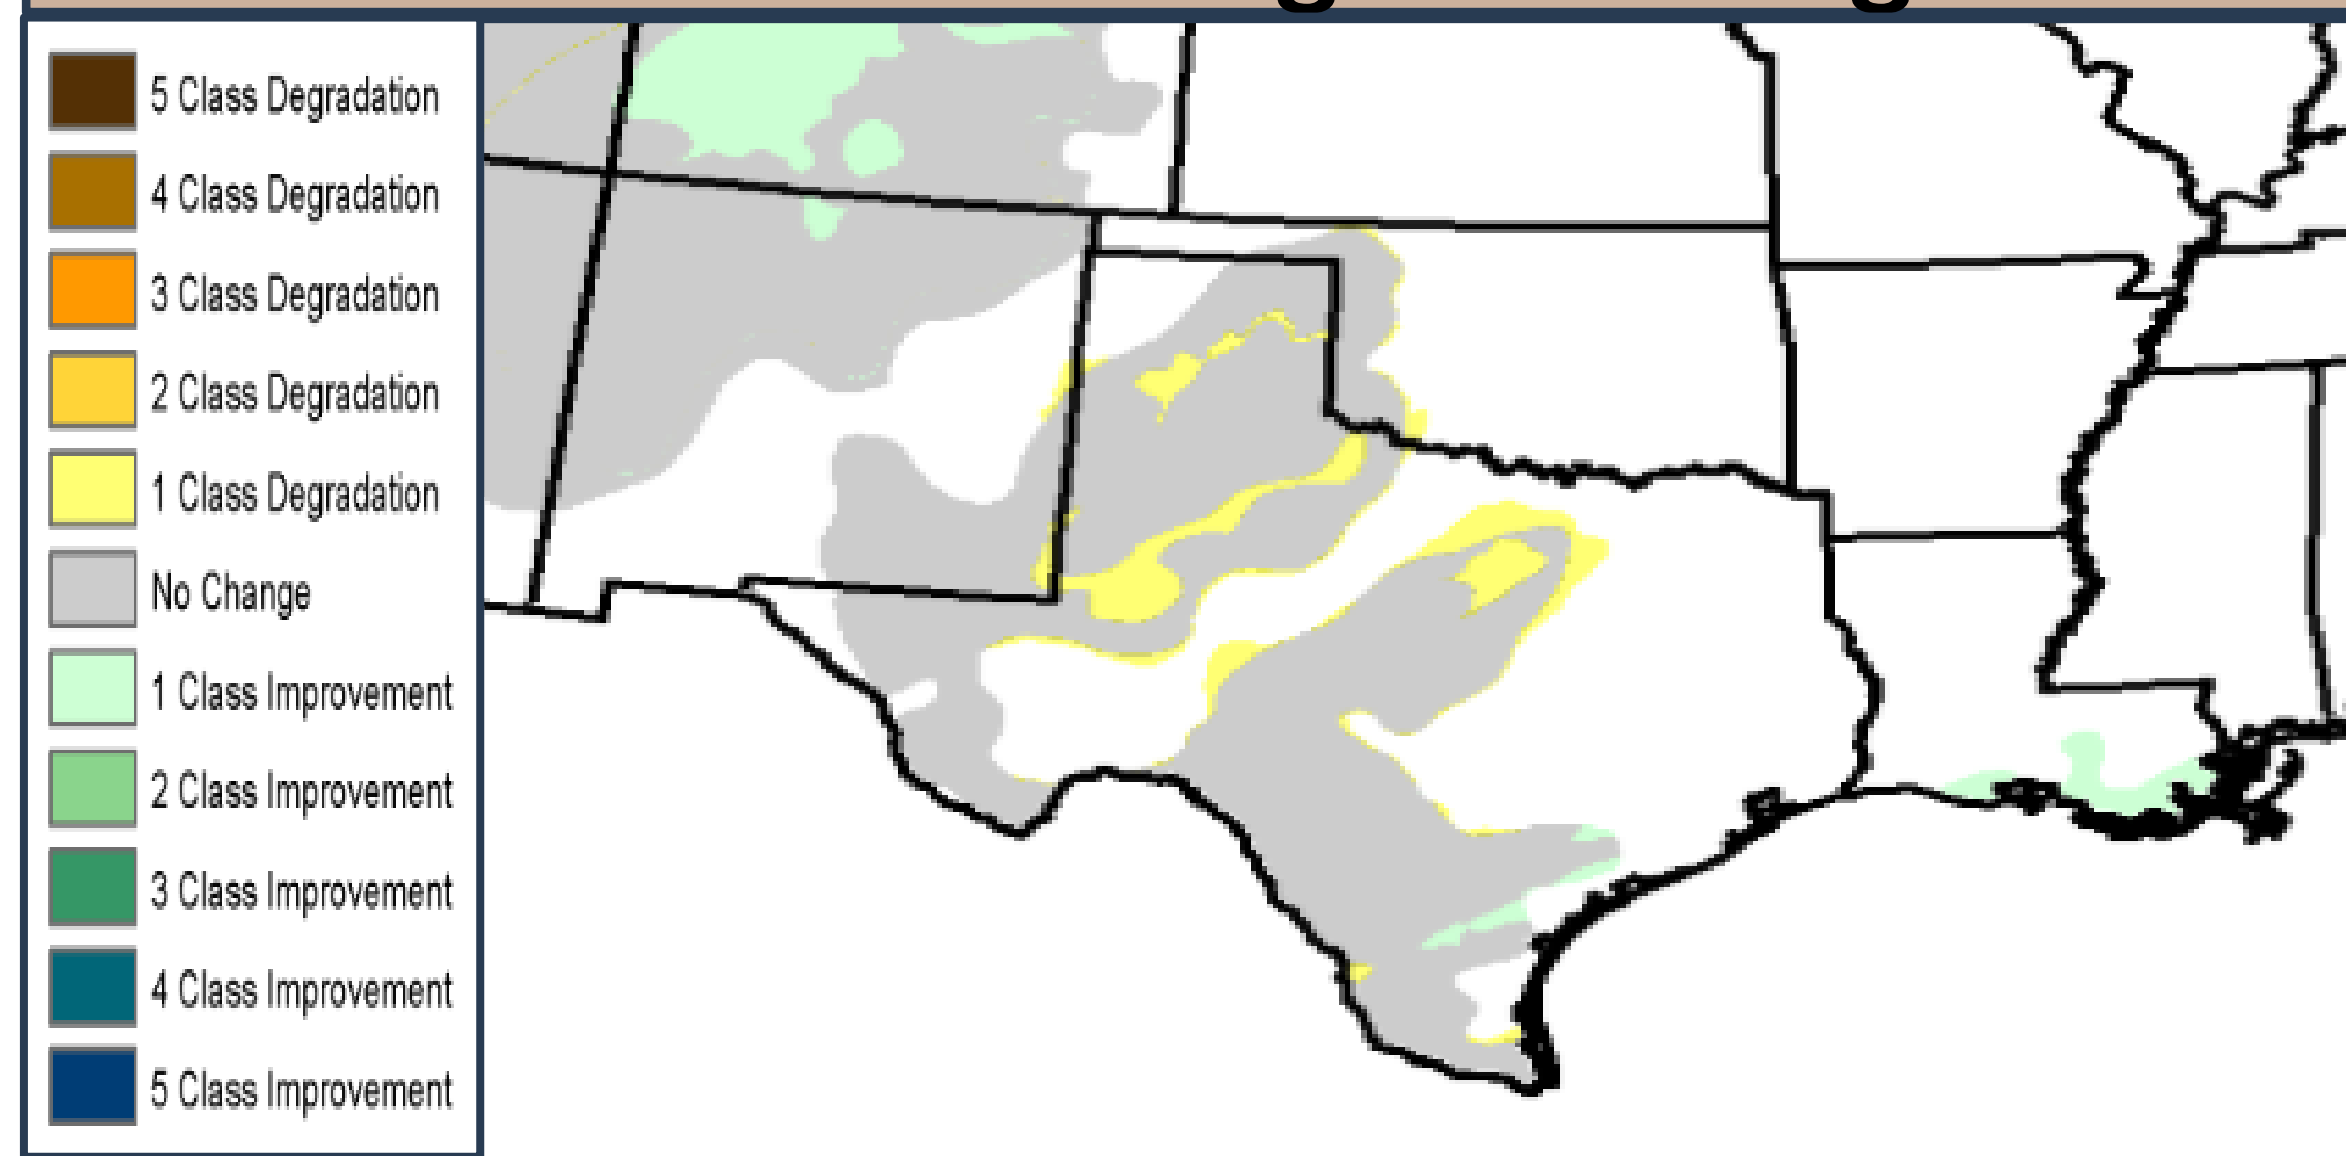 5 Class Degradation
4 Class Degradation
3 Class Degradation
2 Class Degradation
1 Class Degradation
No Change
1 Class Improvement
2 Class Improvement
3 Class Improvement
4 Class Improvement
5 Class Improvement